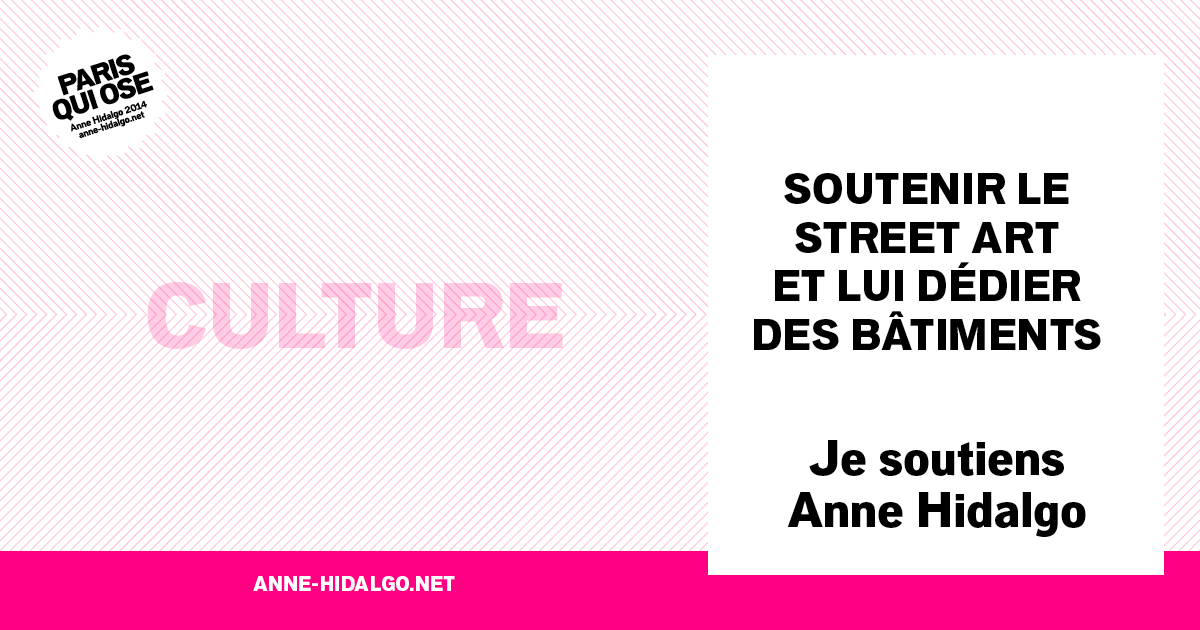 PARIS
QUI OSE
Anne Hidalgo 2014
anne-hidalgo.net
CULTURE
SOUTENIR LE
STREET ART
ET LUI DÉDIER
DES BÂTIMENTS
Je soutiens
Anne Hidalgo
ANNE-HIDALGO.NET